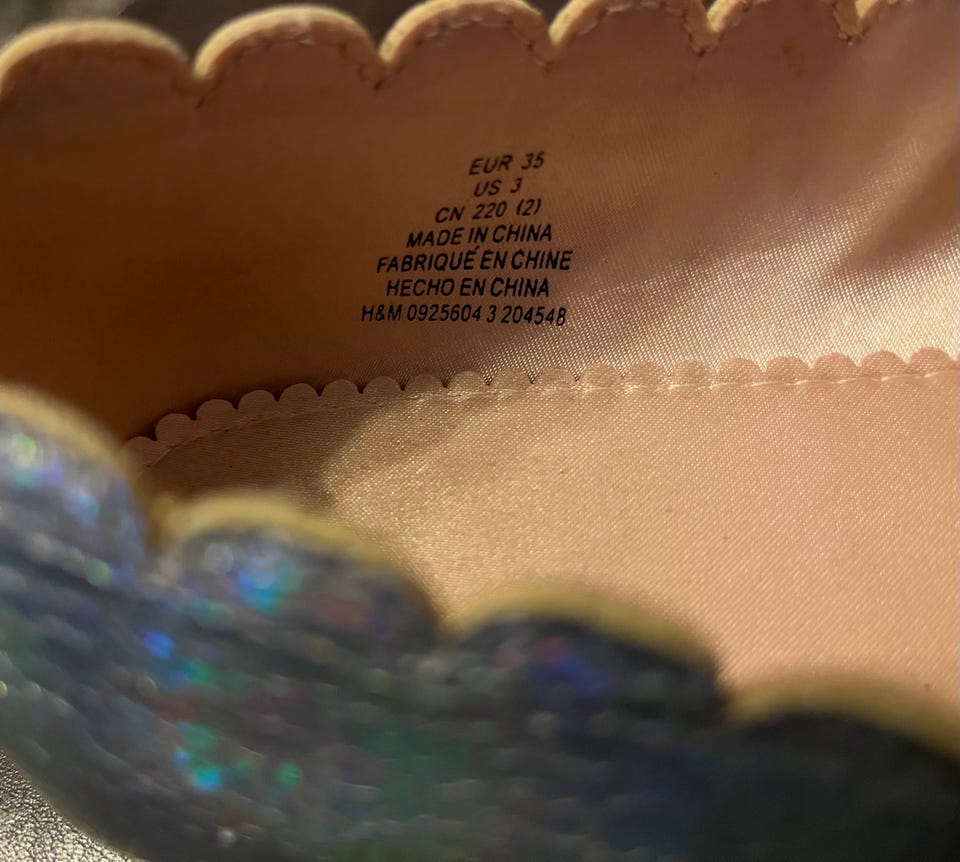 EUR 35
US 3
CN 220 (2)
MADE IN CHINA
FABRIQUÉ EN CHINE
HECHO EN CHINA
H&M 0925604 3 204548